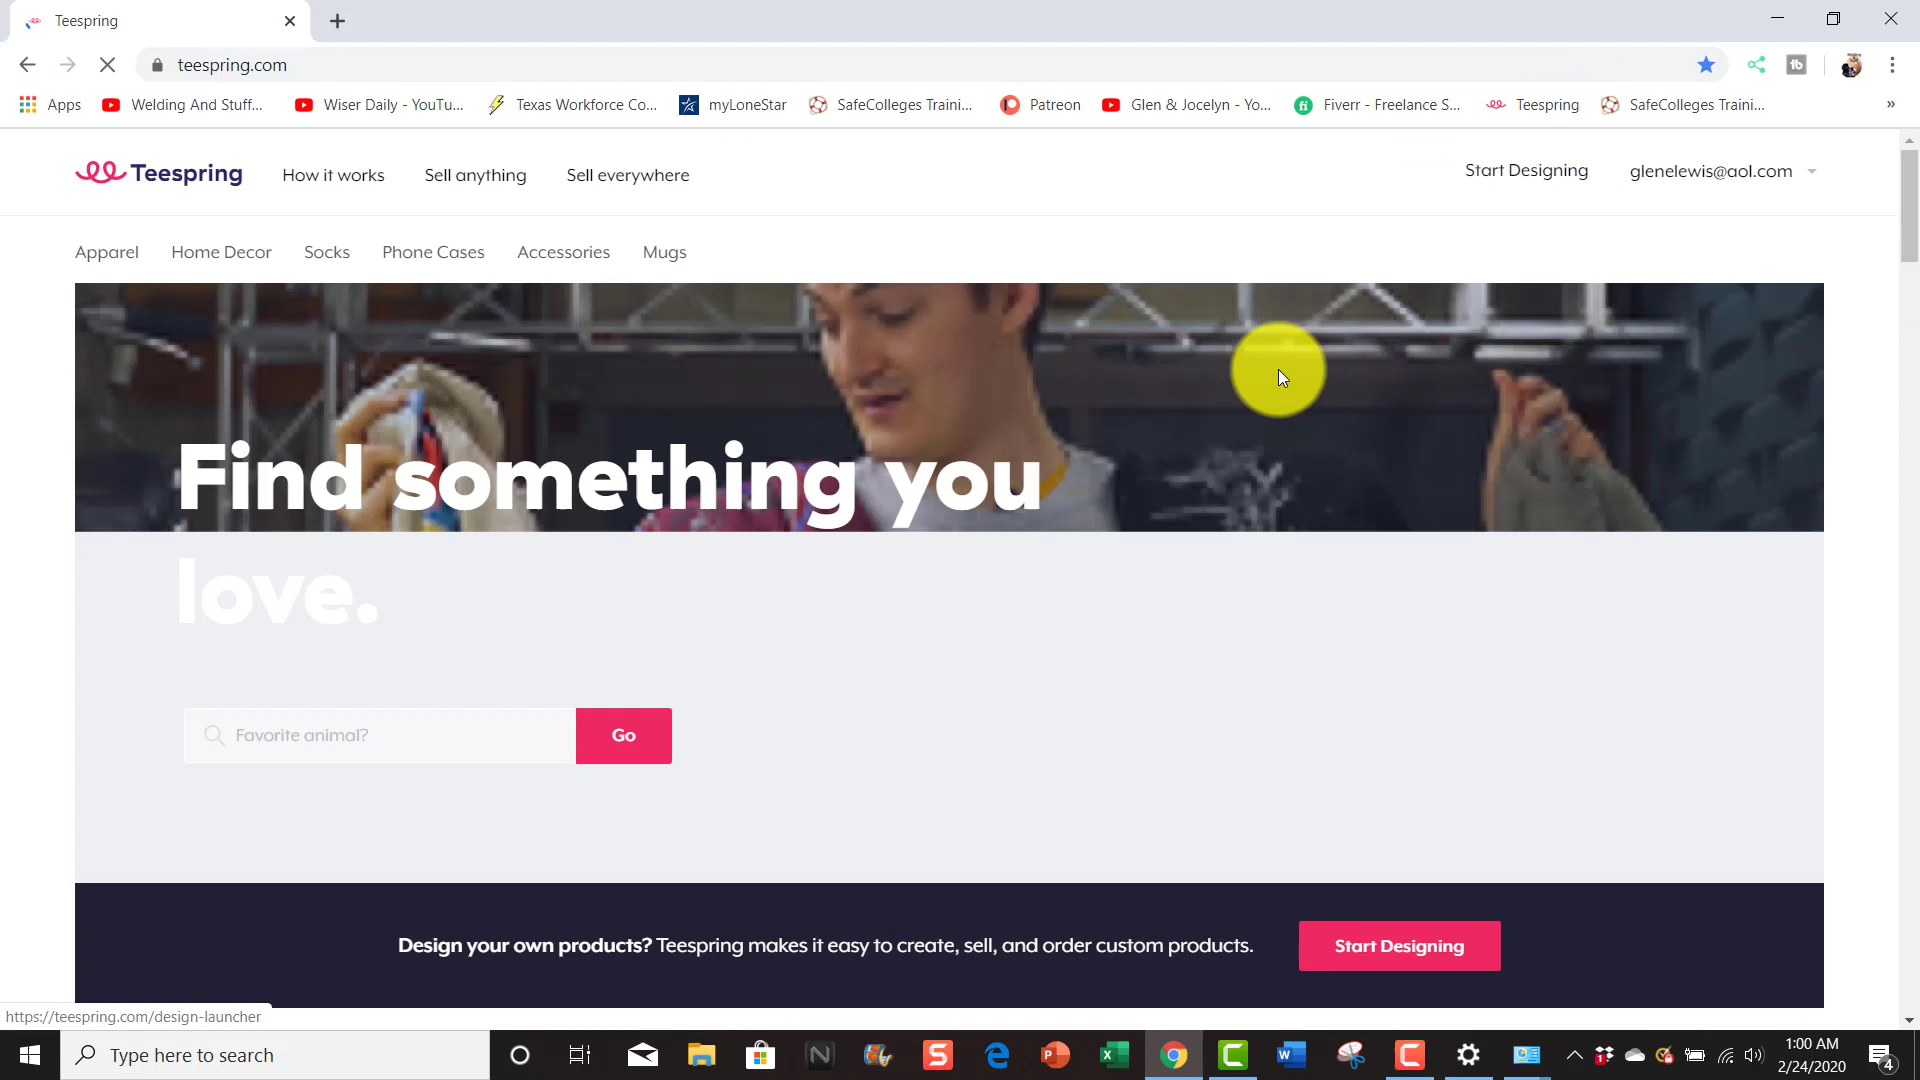 Teespring
teespring.com
Apps Welding And Stuff... Wiser Daily - YouTu... Texas Workforce Co... myLoneStar SafeColleges Traini... Patreon Glen & Jocelyn - Yo... Fiverr - Freelance S... Teespring SafeColleges Traini... »
Teespring How it works Sell anything Sell everywhere Start Designing glenelewis@aol.com
Apparel Home Decor Socks Phone Cases Accessories Mugs
Find something you
love.
Favorite animal? Go
Design your own products? Teespring makes it easy to create, sell, and order custom products. Start Designing
https://teespring.com/design-launcher
Type here to search
1:00 AM
2/24/2020
4